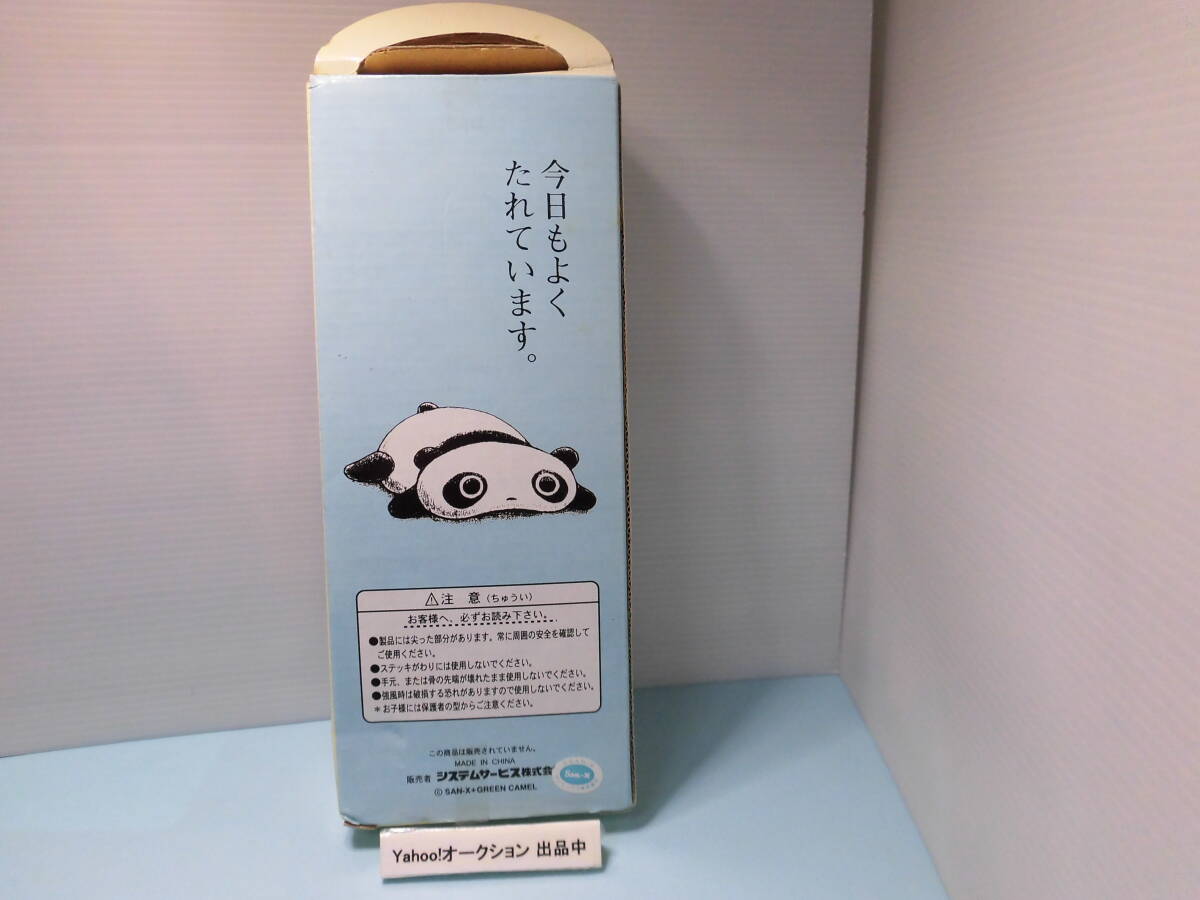 今日もよく
たれています。
⚠注 意(ちゅうい)
お客様へ、必ずお読み下さい。
●製品には尖った部分があります。常に周囲の安全を確認して
ご使用ください。
●ステッキがわりには使用しないでください。
●手元、または骨の先端が壊れたまま使用しないでください。
●強風時は破損する恐れがありますので使用しないでください。
＊お子様には保護者の型からご注意ください。
この商品は販売されていません。
MADE IN CHINA
販売者 システムサービス株式会
© SAN-X+GREEN CAMEL
San-X
Yahoo!オークション 出品中